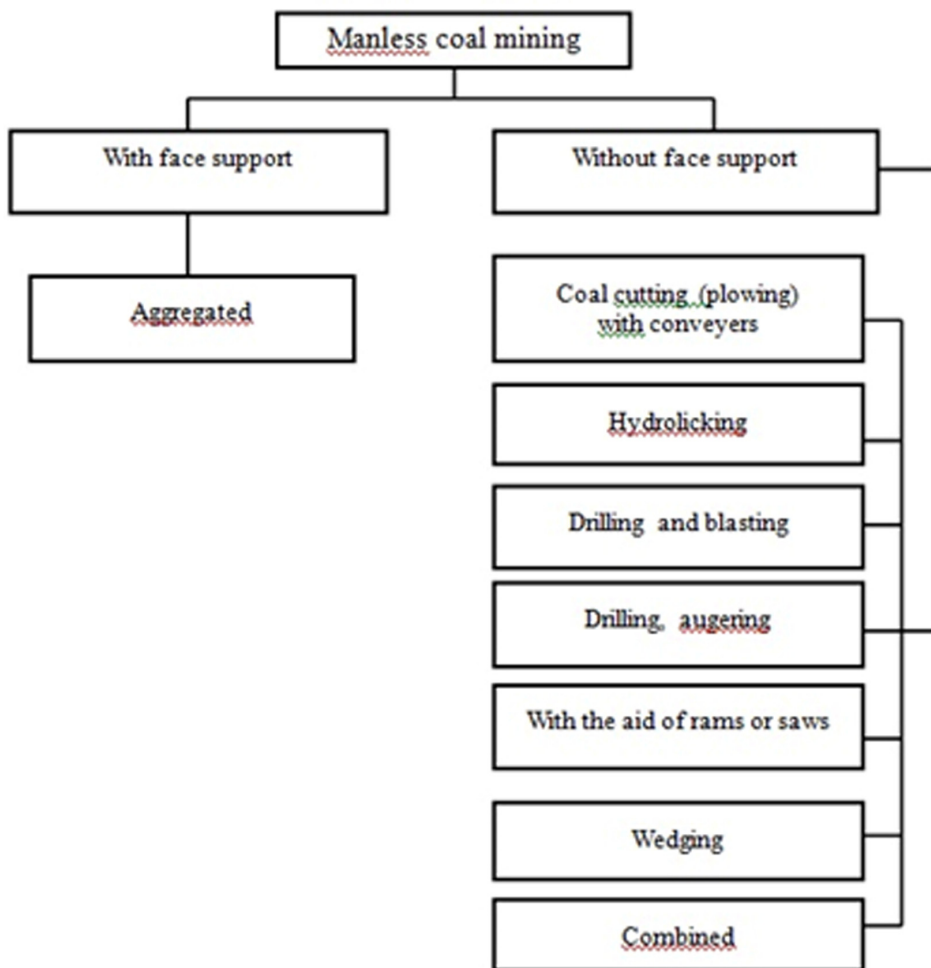 Manless coal mining
With face support
Without face support
Aggregated
Coal cutting (plowing)
with conveyers
Hydrolicking
Drilling and blasting
Drilling, augering
With the aid of rams or saws
Wedging
Combined